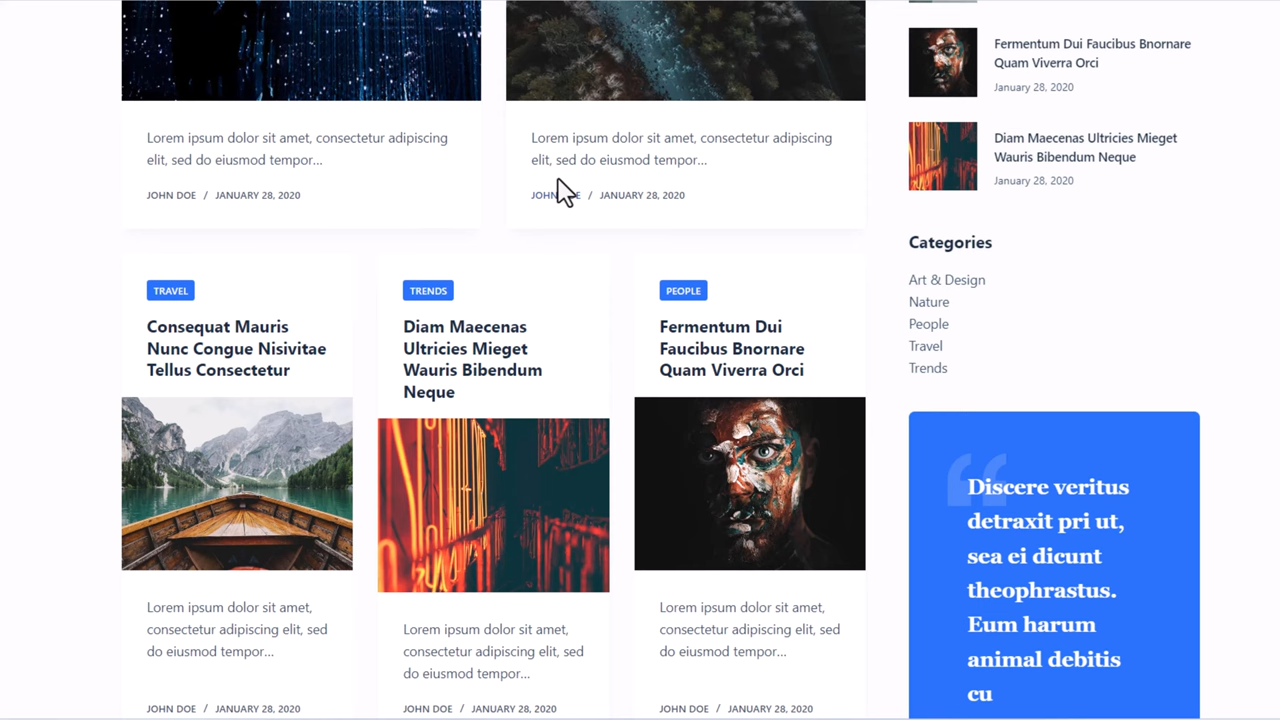 Lorem ipsum dolor sit amet, consectetur adipiscing
elit, sed do eiusmod tempor...
JOHN DOE / JANUARY 28, 2020
Lorem ipsum dolor sit amet, consectetur adipiscing
elit, sed do eiusmod tempor...
JOHN DOE / JANUARY 28, 2020
TRAVEL
Consequat Mauris
Nunc Congue Nisivitae
Tellus Consectetur
Lorem ipsum dolor sit amet,
consectetur adipiscing elit, sed
do eiusmod tempor...
JOHN DOE / JANUARY 28, 2020
TRENDS
Diam Maecenas
Ultricies Mieget
Wauris Bibendum
Neque
Lorem ipsum dolor sit amet,
consectetur adipiscing elit, sed
do eiusmod tempor...
JOHN DOE / JANUARY 28, 2020
PEOPLE
Fermentum Dui
Faucibus Bnornare
Quam Viverra Orci
Lorem ipsum dolor sit amet,
consectetur adipiscing elit, sed
do eiusmod tempor...
JOHN DOE / JANUARY 28, 2020
Fermentum Dui Faucibus Bnornare
Quam Viverra Orci
January 28, 2020
Diam Maecenas Ultricies Mieget
Wauris Bibendum Neque
January 28, 2020
Categories
Art & Design
Nature
People
Travel
Trends
“
Discere veritus
detraxit pri ut,
sea ei dicunt
theophrastus.
Eum harum
animal debitis
cu